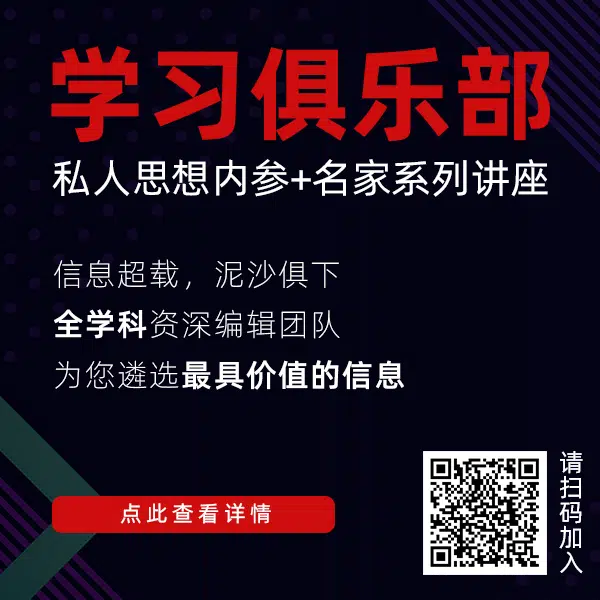 学习俱乐部
私人思想内参+名家系列讲座
信息超载，泥沙俱下
全学科资深编辑团队
为您遴选最具价值的信息
点此查看详情
请扫码加入